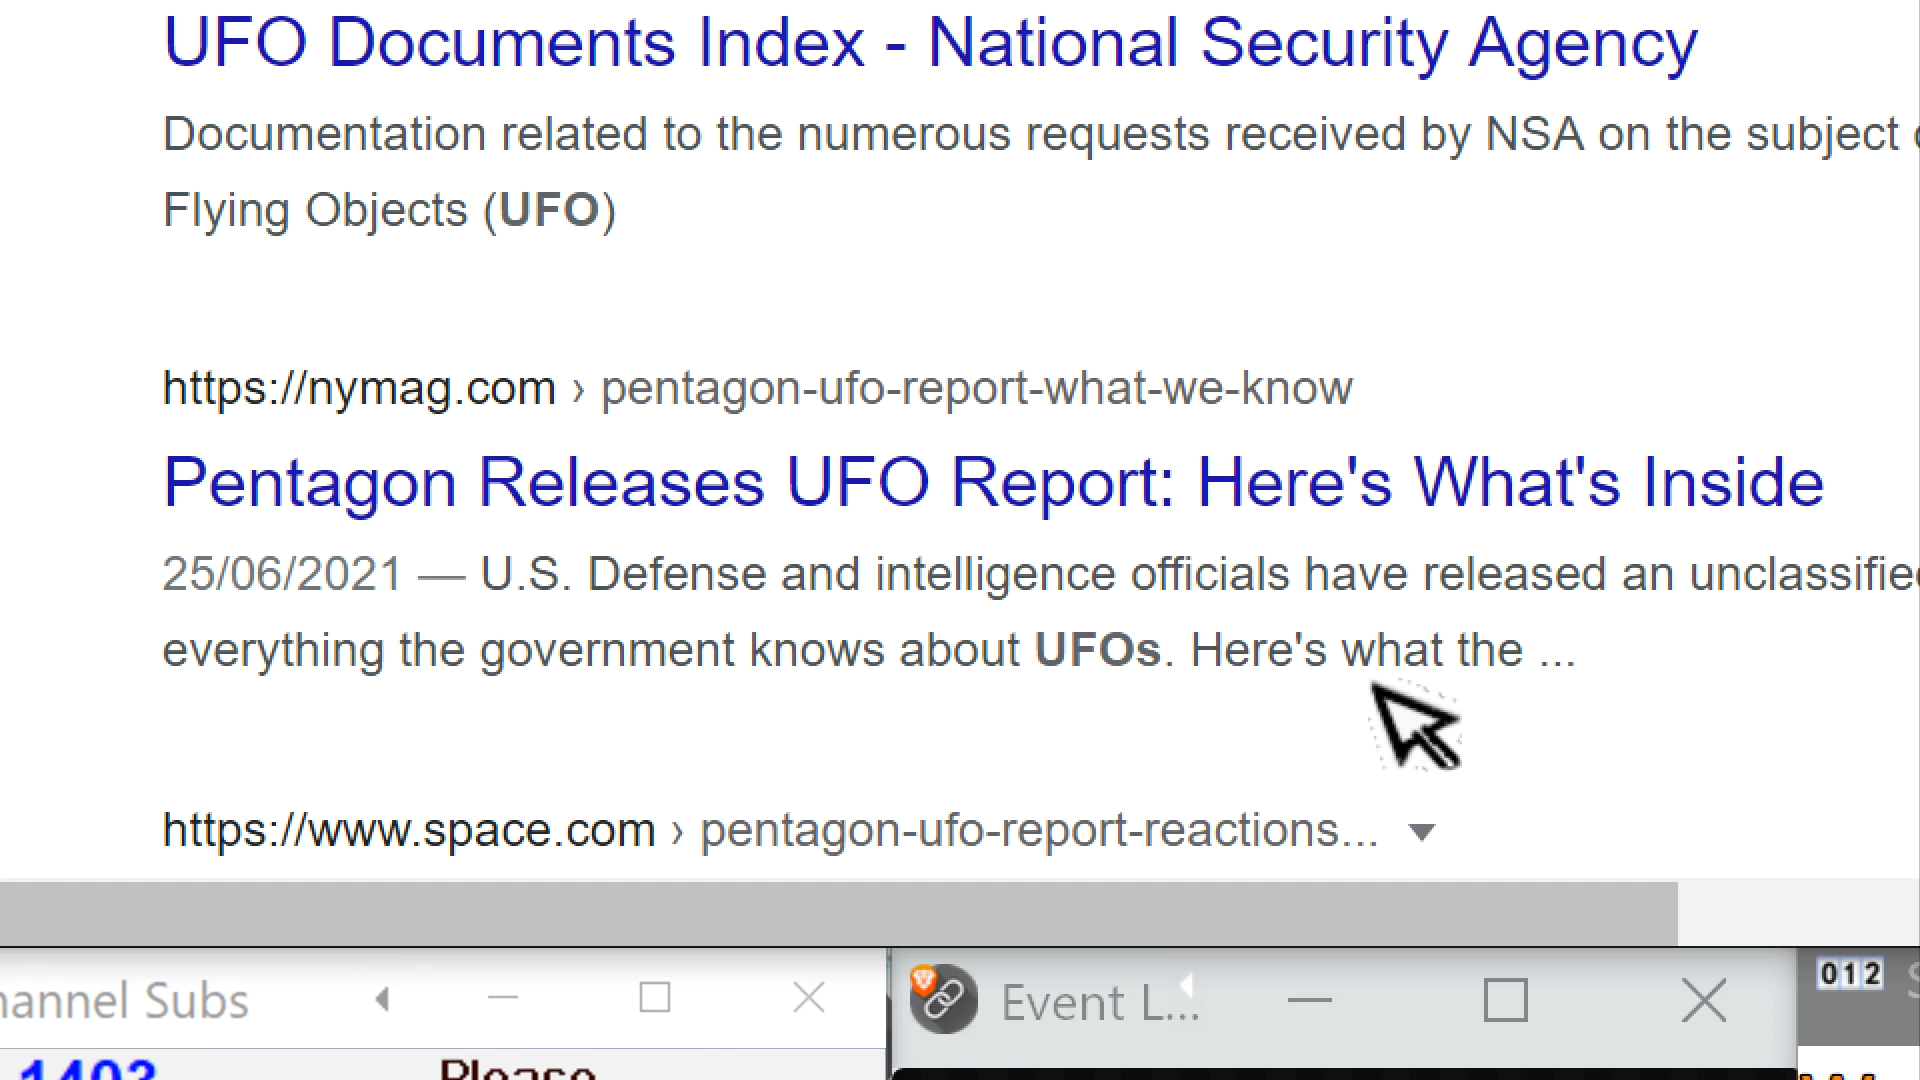 UFO Documents Index - National Security Agency
Documentation related to the numerous requests received by NSA on the subject
Flying Objects (UFO)
https://nymag.com › pentagon-ufo-report-what-we-know
Pentagon Releases UFO Report: Here's What's Inside
25/06/2021 — U.S. Defense and intelligence officials have released an unclassified
everything the government knows about UFOs. Here's what the ...
https://www.space.com › pentagon-ufo-report-reactions...
hannel Subs
Event L...
012
1403
Please